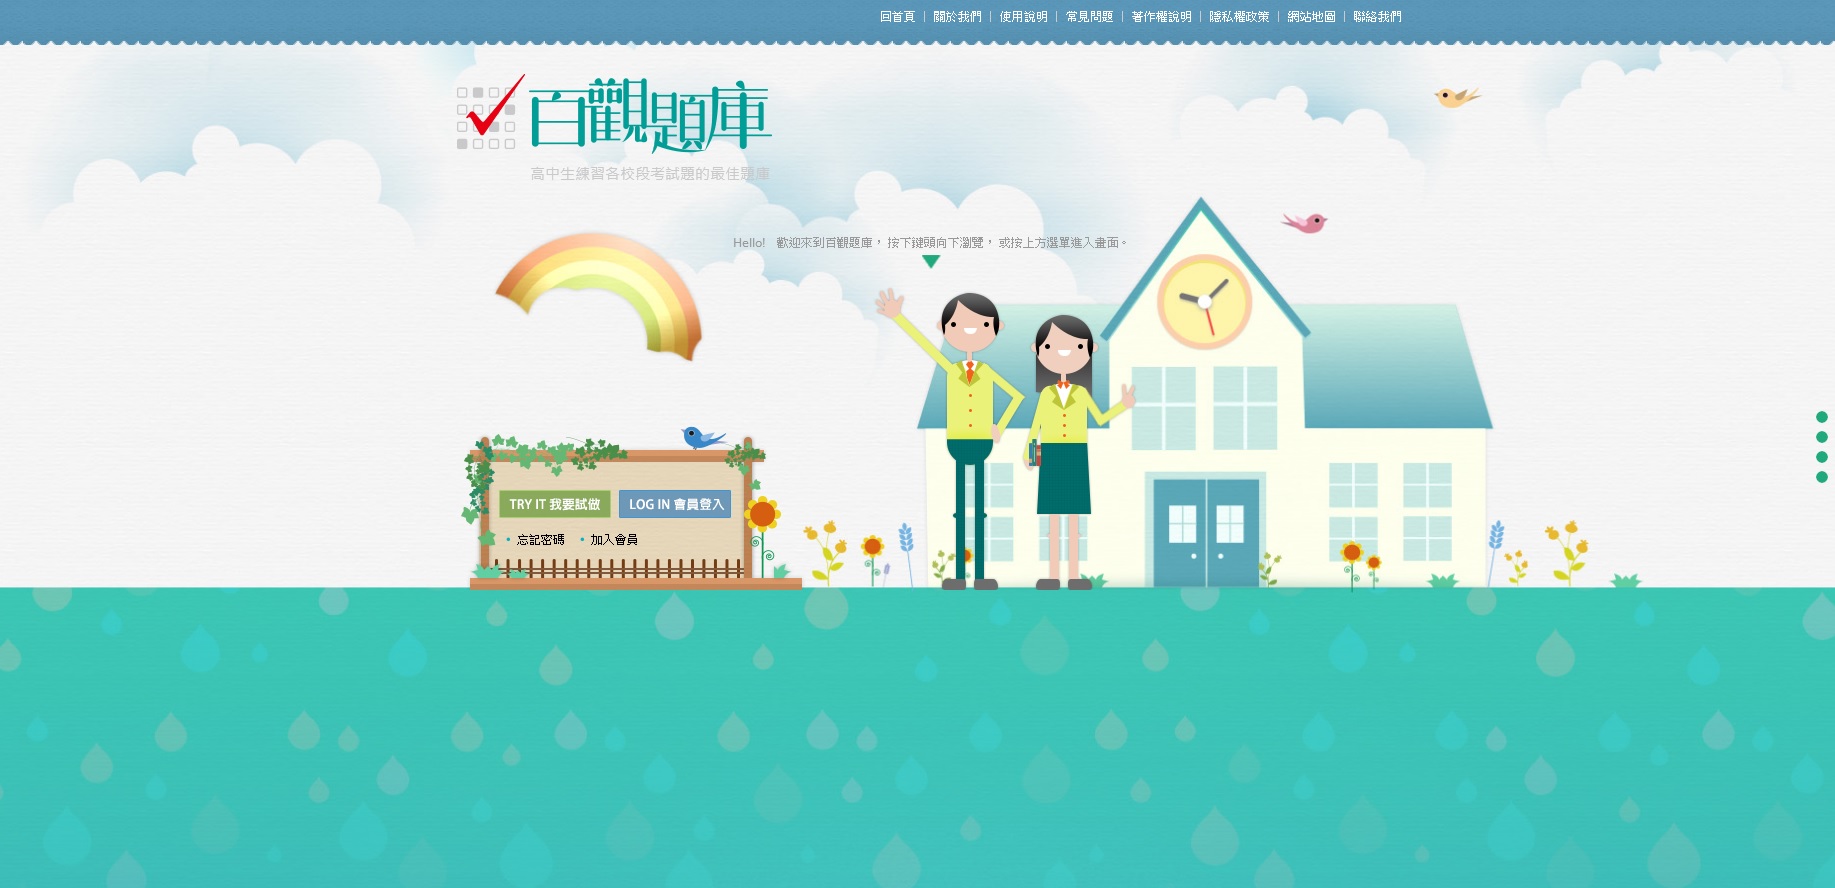 回首頁 | 關於我們 | 使用說明 | 常見問題 | 著作權說明 | 隱私權政策 | 網站地圖 | 聯絡我們
百觀題庫
高中生練習各校段考試題的最佳題庫
Hello! 歡迎來到百觀題庫，按下鍵頭向下瀏覽，或按上方選單進入畫面。
TRY IT 我要試做 LOG IN 會員登入
忘記密碼 加入會員